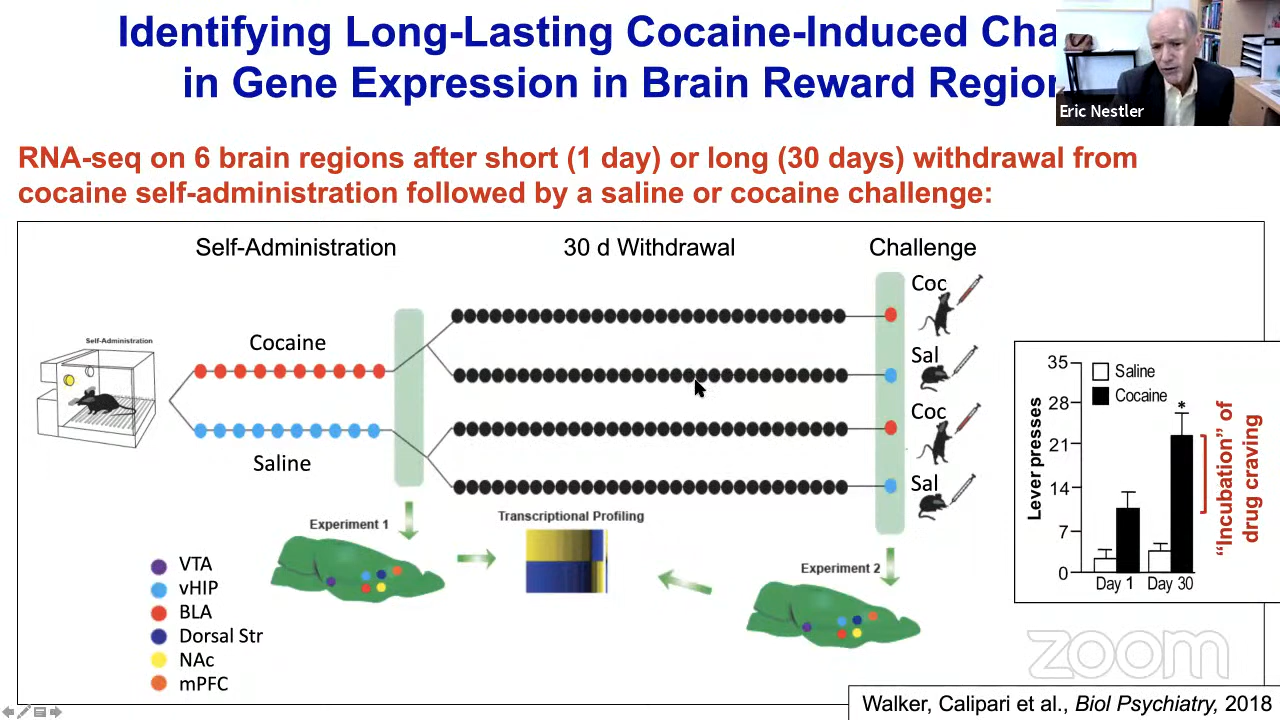 Identifying Long-Lasting Cocaine-Induced Cha
in Gene Expression in Brain Reward Region
Eric Nestler
RNA-seq on 6 brain regions after short (1 day) or long (30 days) withdrawal from
cocaine self-administration followed by a saline or cocaine challenge:
Self-Administration
30 d Withdrawal
Challenge
Self-Administration
Cocaine
Saline
Coc
Sal
Coc
Sal
Experiment 1
Transcriptional Profiling
Experiment 2
VTA
vHIP
BLA
Dorsal Str
NAc
mPFC
Lever presses
35
28
21
14
7
0
Saline
Cocaine
*
Day 1
Day 30
"Incubation" of
drug craving
zoom
Walker, Calipari et al., Biol Psychiatry, 2018